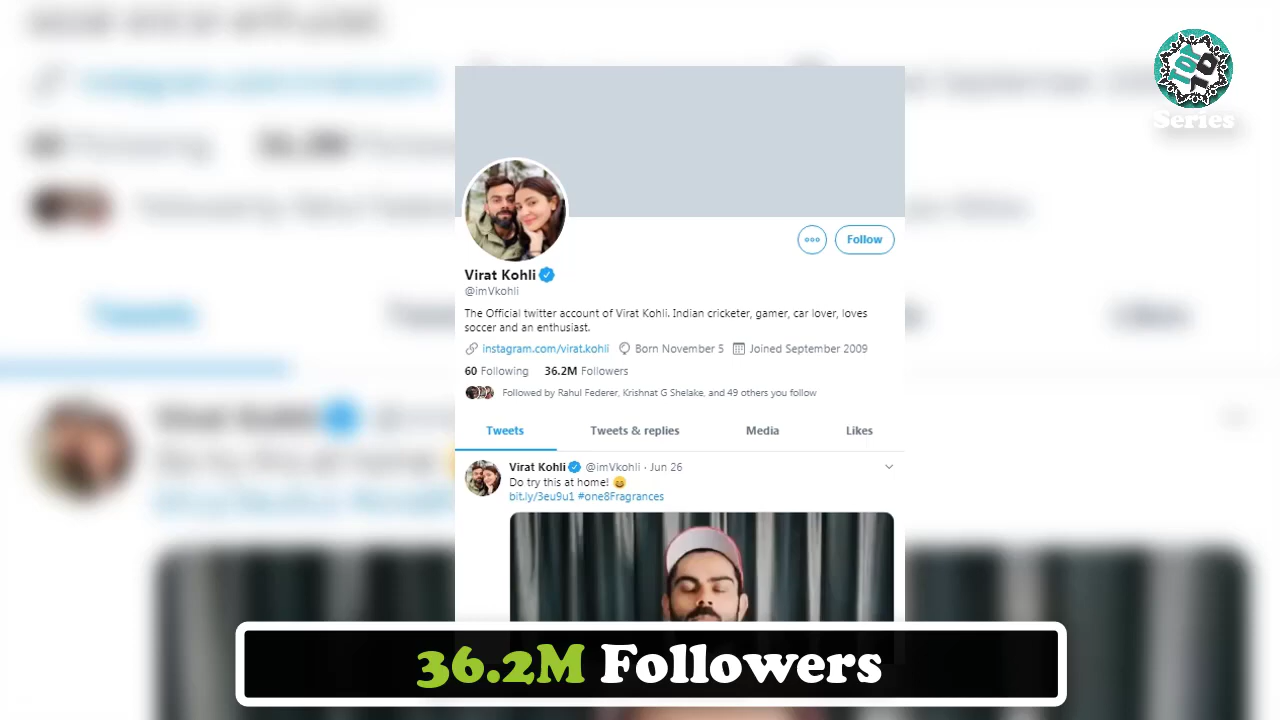 TOP
10
Series
Follow
Virat Kohli
@imVkohli
The Official twitter account of Virat Kohli. Indian cricketer, gamer, car lover, loves
soccer and an enthusiast.
instagram.com/virat.kohli Born November 5 Joined September 2009
60 Following 36.2M Followers
Followed by Rahul Federer, Krishnat G Shelake, and 49 others you follow
Tweets Tweets & replies Media Likes
Virat Kohli @imVkohli · Jun 26
Do try this at home! 😄
bit.ly/3eu9u1 #one8Fragrances
36.2M Followers